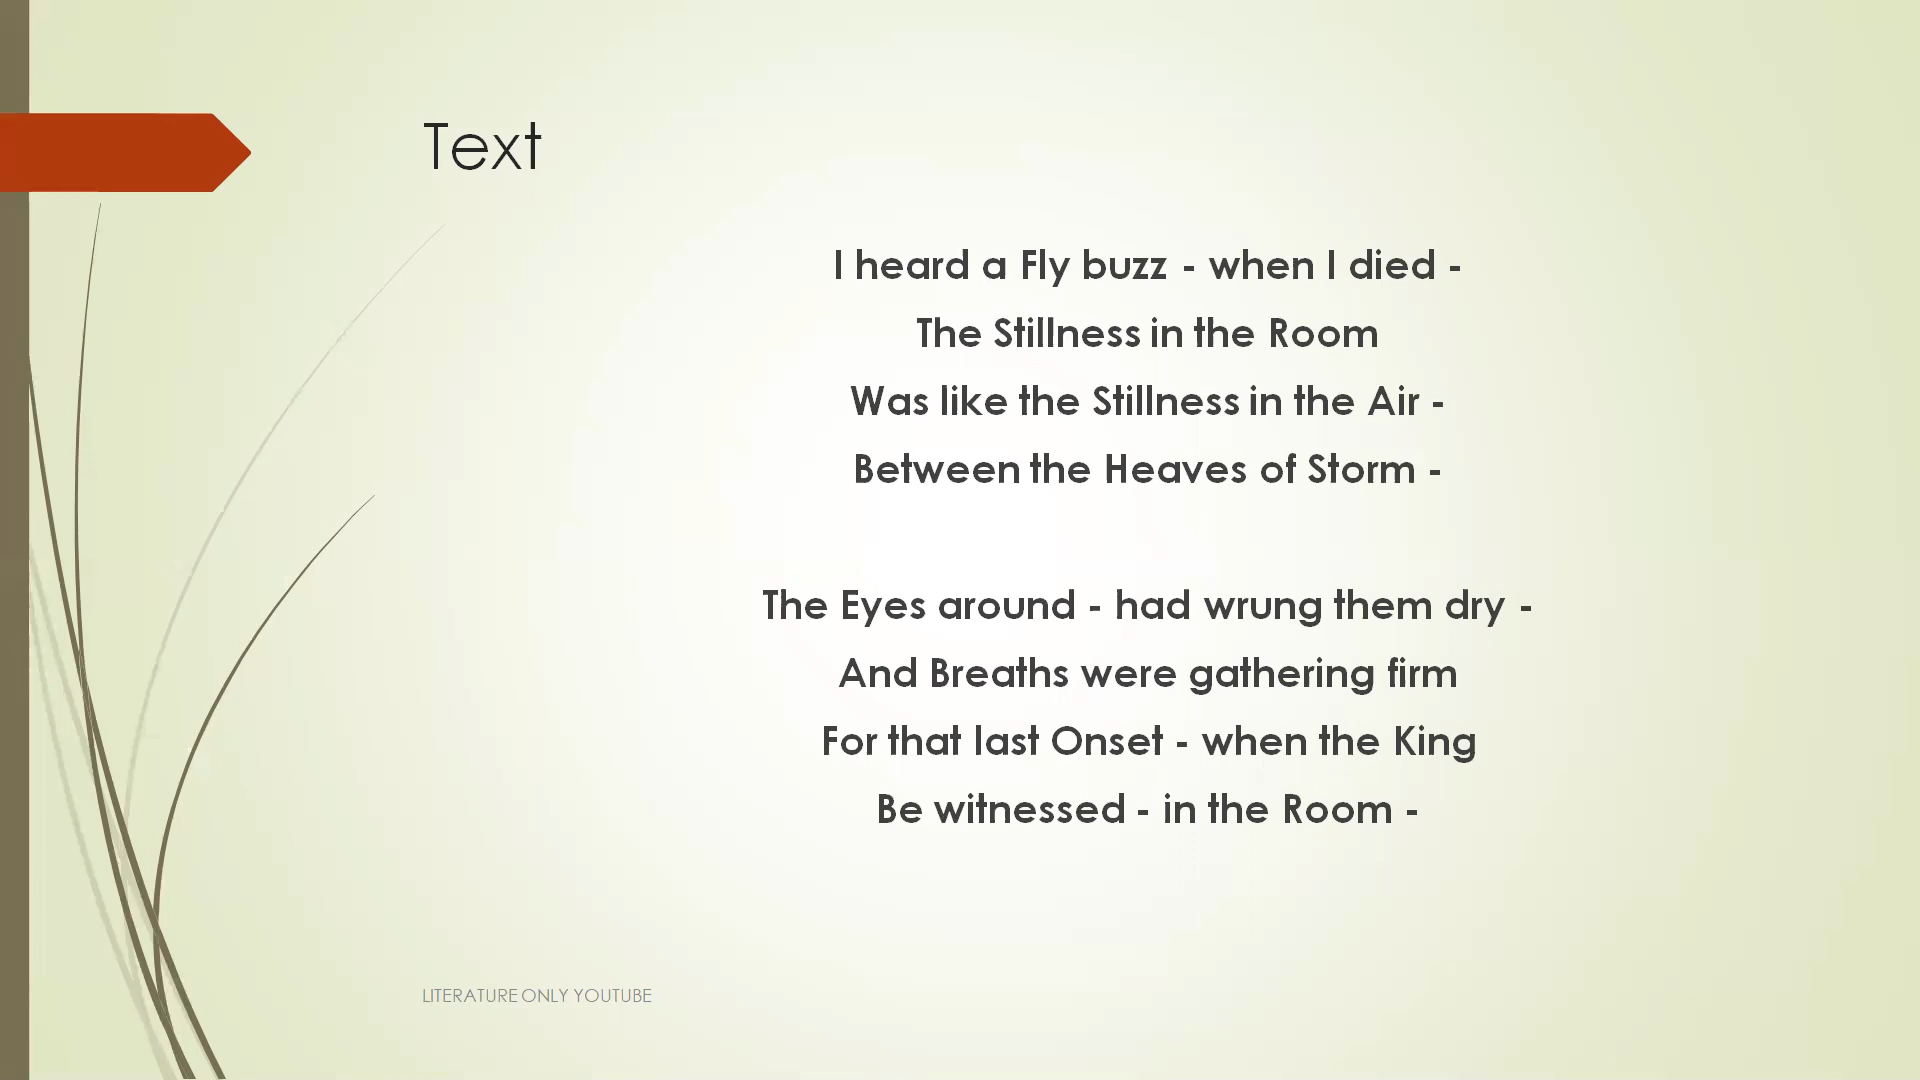 Text
I heard a Fly buzz - when I died -
The Stillness in the Room
Was like the Stillness in the Air -
Between the Heaves of Storm -
The Eyes around - had wrung them dry -
And Breaths were gathering firm
For that last Onset - when the King
Be witnessed - in the Room -
LITERATURE ONLY YOUTUBE